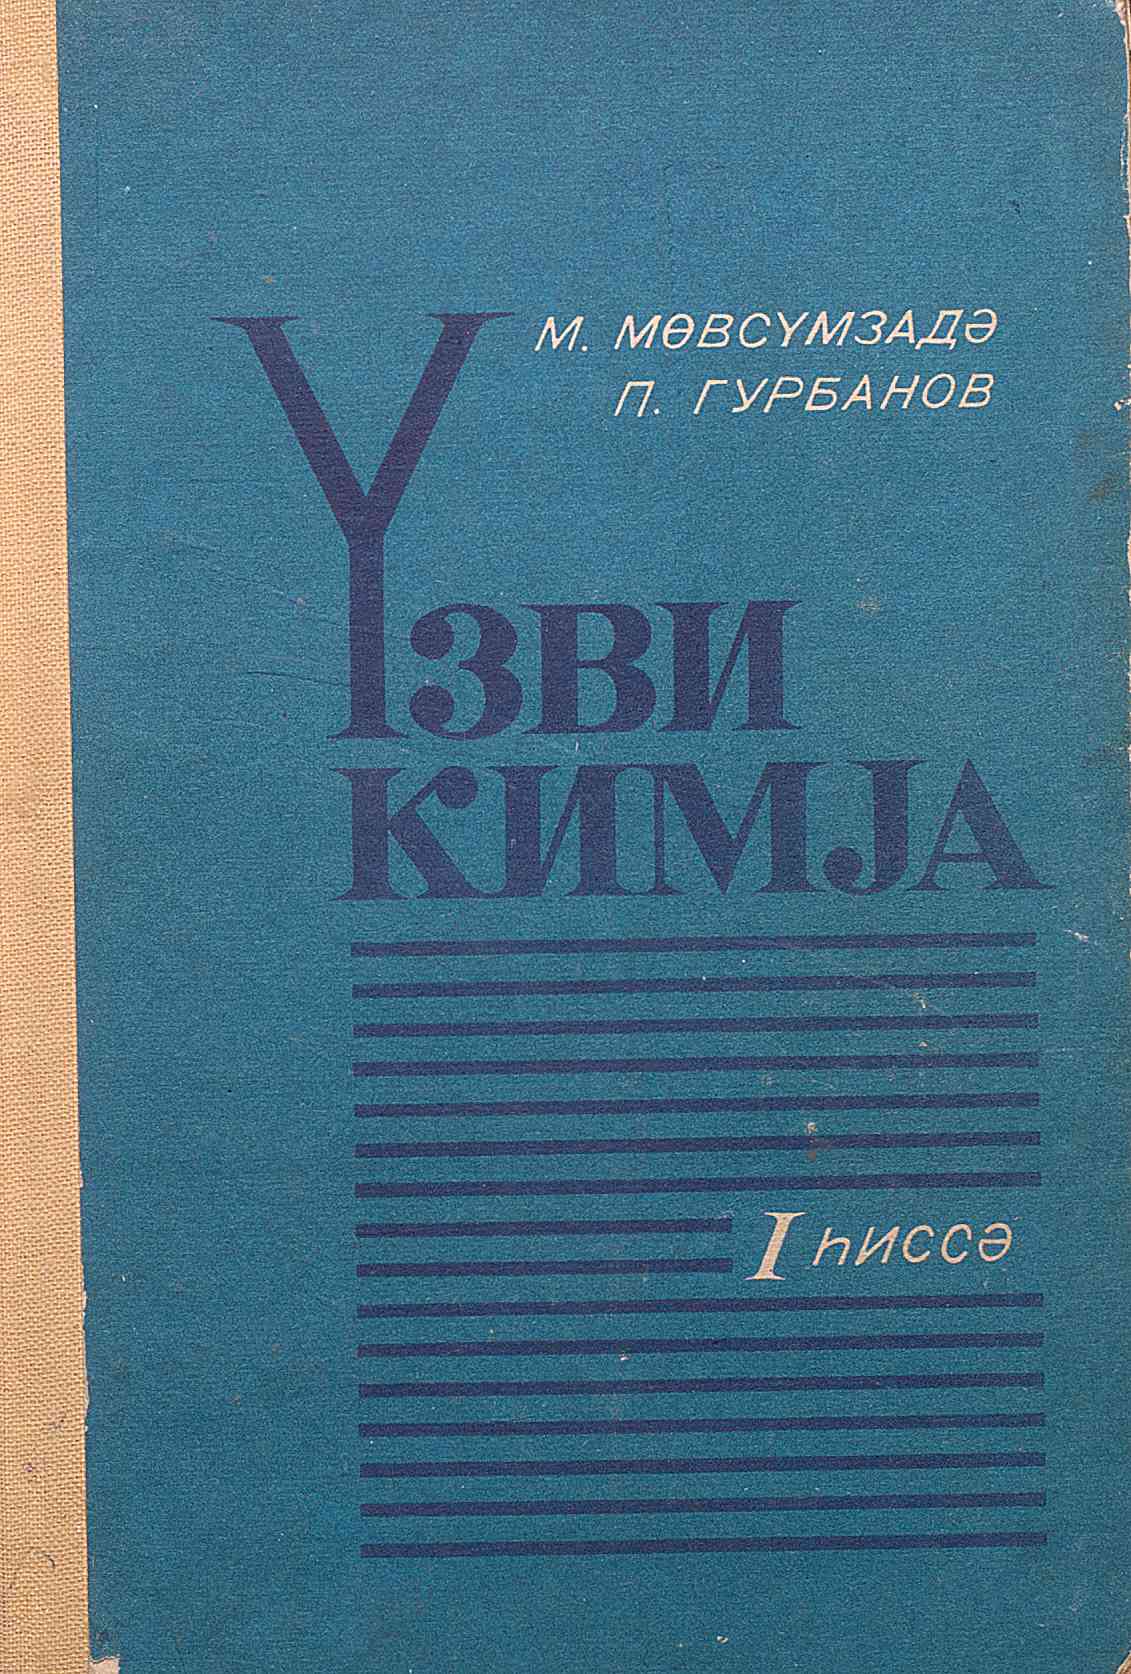 М. МӨВСҮМЗАДӘ
П. ГУРБАНОВ
ҮЗВИ
КИМЈА
I ҺИССӘ